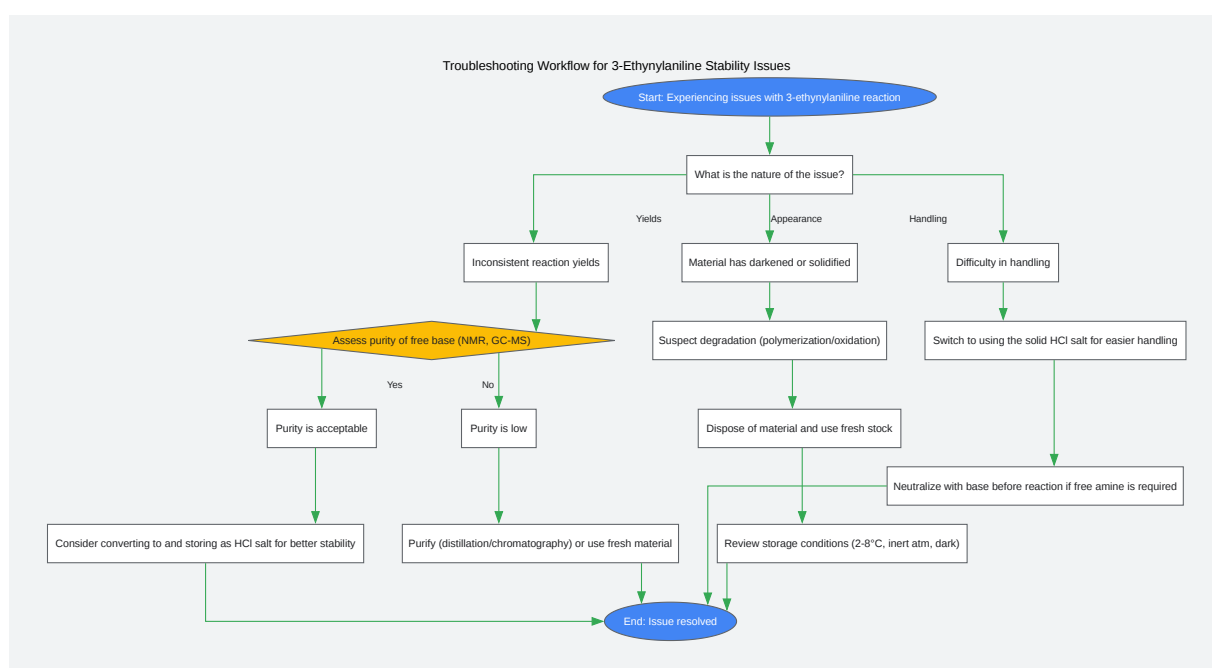 Troubleshooting Workflow for 3-Ethynylaniline Stability Issues
Start: Experiencing issues with 3-ethynylaniline reaction
What is the nature of the issue?
Yields
Appearance
Handling
Inconsistent reaction yields
Material has darkened or solidified
Difficulty in handling
Assess purity of free base (NMR, GC-MS)
Suspect degradation (polymerization/oxidation)
Switch to using the solid HCl salt for easier handling
Yes
No
Purity is acceptable
Purity is low
Dispose of material and use fresh stock
Neutralize with base before reaction if free amine is required
Consider converting to and storing as HCl salt for better stability
Purify (distillation/chromatography) or use fresh material
Review storage conditions (2-8°C, inert atm, dark)
End: Issue resolved